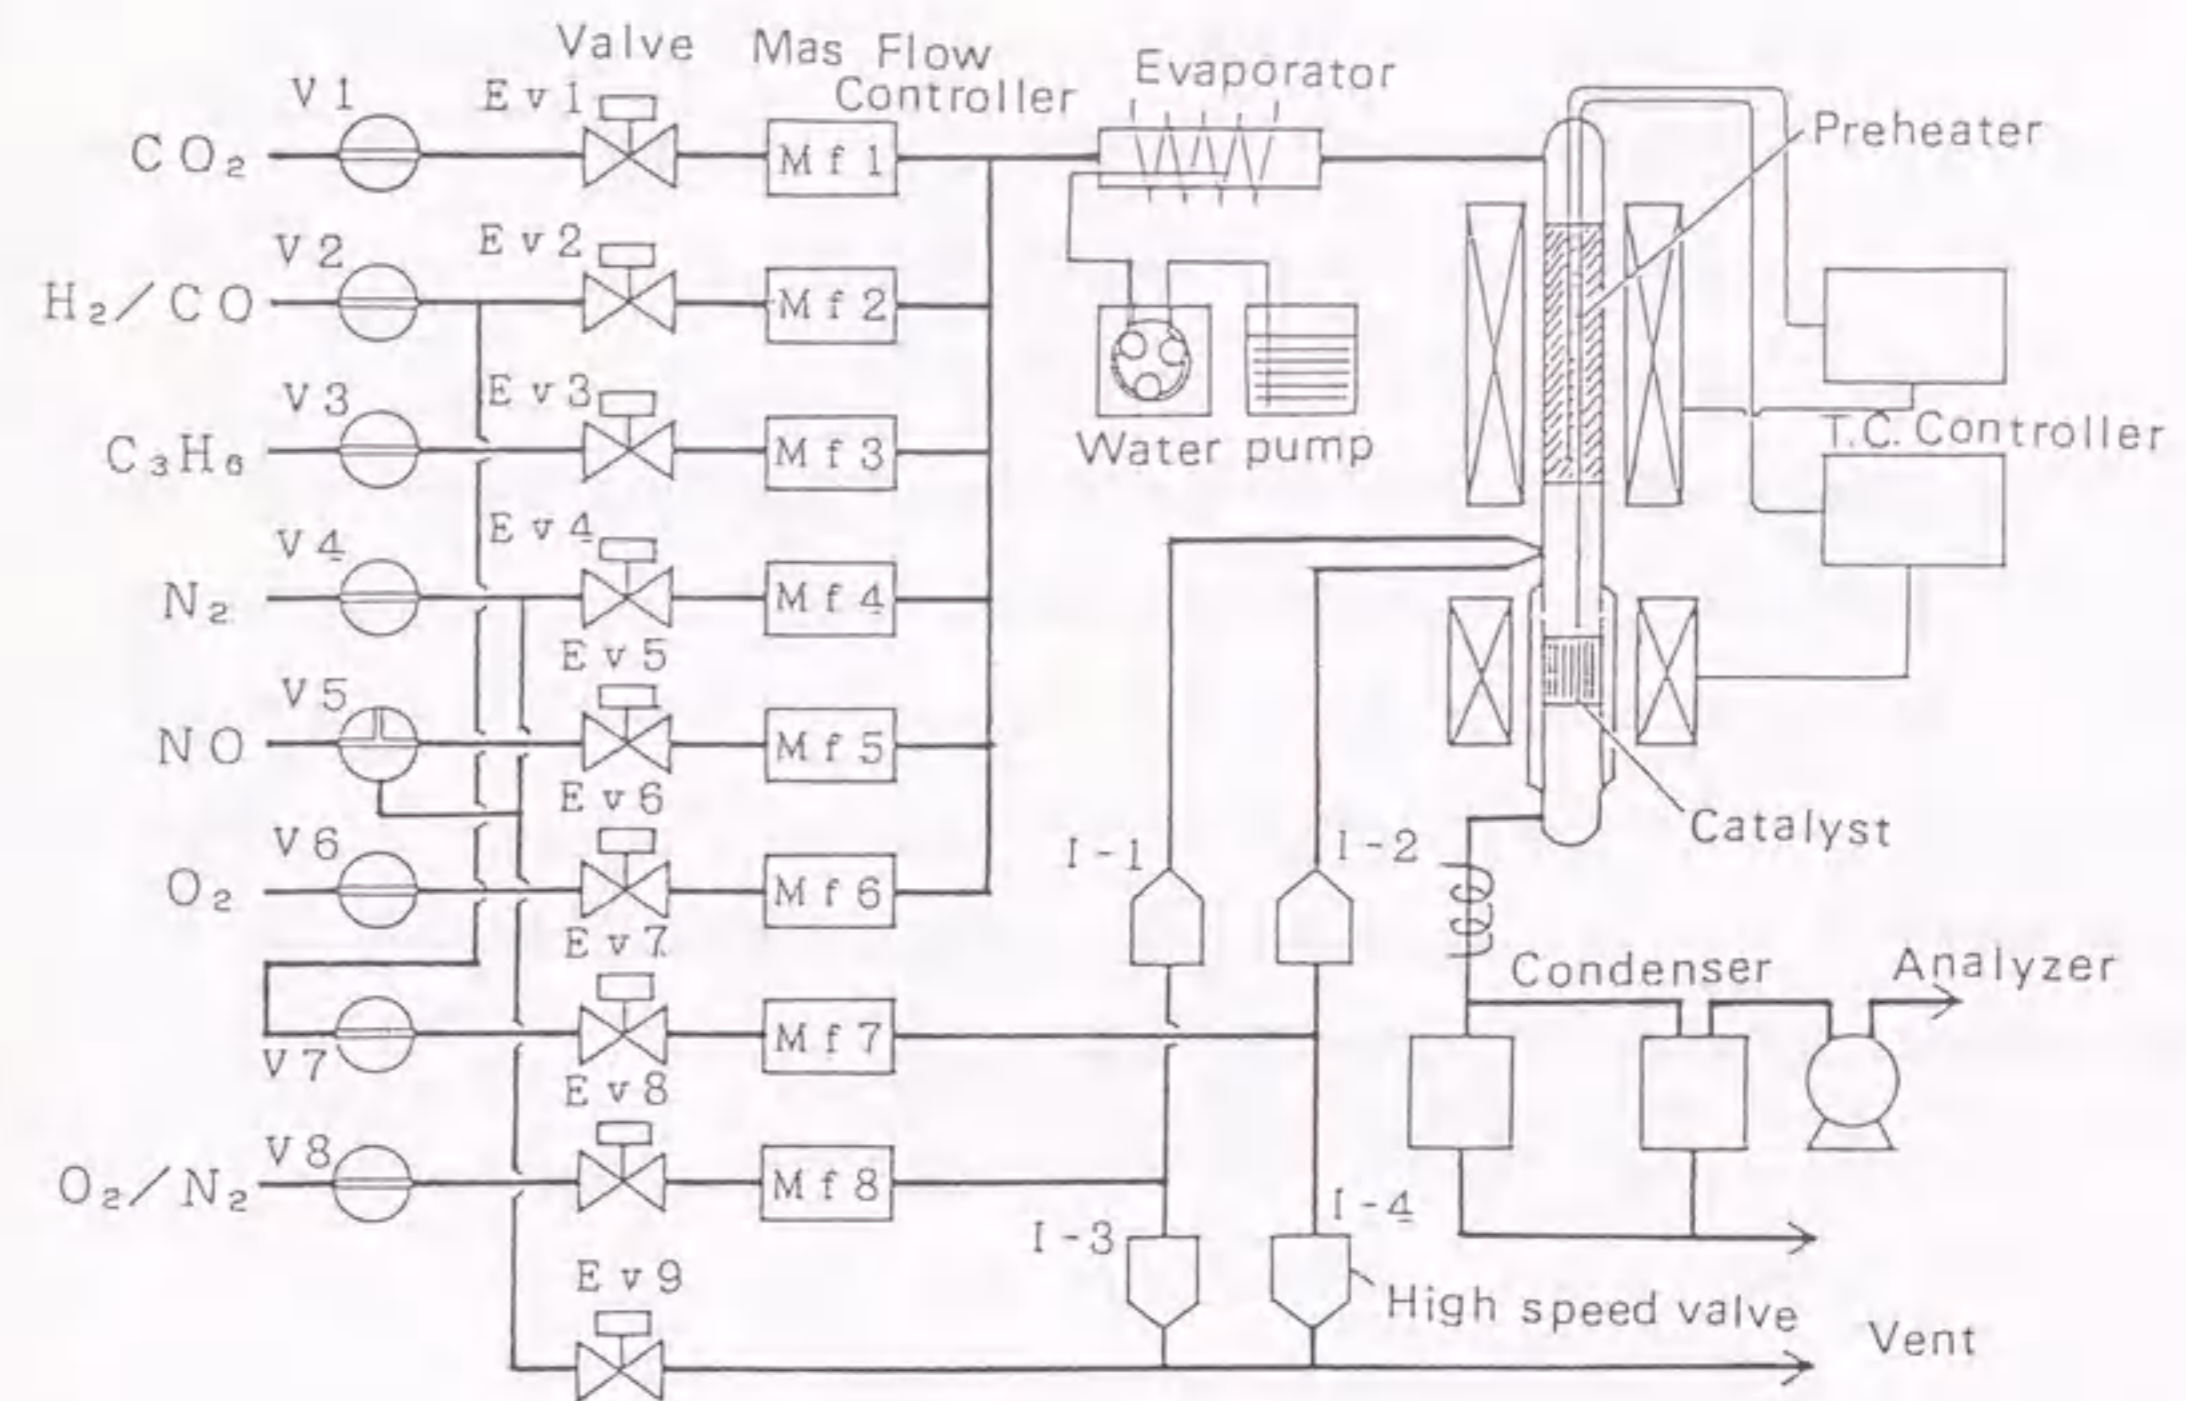 Valve
Mas Flow
Controller
Evaporator
V1
Ev1
CO₂
Mf1
Preheater
V2
Ev2
H₂/CO
Mf2
V3
Ev3
C₃H₆
Mf3
Water pump
T.C. Controller
V4
Ev4
N₂
Mf4
V5
Ev5
NO
Mf5
V6
Ev6
O₂
Mf6
Catalyst
I-1
I-2
Ev7
V7
Mf7
Condenser
Analyzer
V8
Ev8
O₂/N₂
Mf8
I-3
I-4
Ev9
High speed valve
Vent